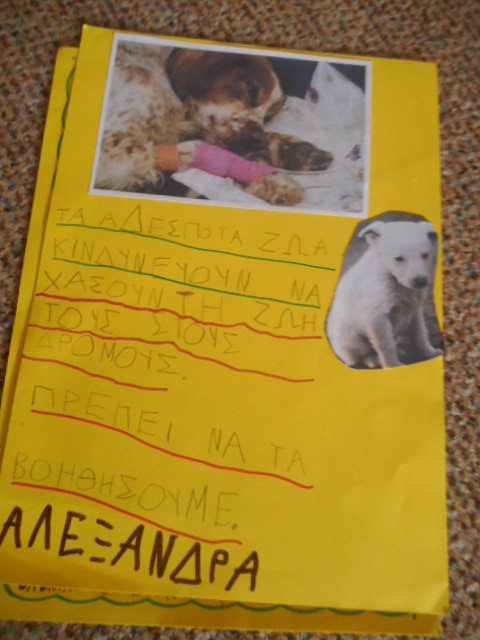 ΤΑ αΔΕΣΠΟΤΑ ΖΩΑ
ΚΙΝΔΥΝΕΥΟΥΝ ΝΑ
ΧΑΣΟΥΝ ΤΗ ΖΩΗ
ΤΟΥΣ ΣΤΟΥΣ
ΔΡΟΜΟΥΣ.
ΠΡΕΠΕΙ ΝΑ ΤΑ
ΒΟΗΘΗΣΟΥΜΕ.
ΑΛΕΞΑΝΔΡΑ